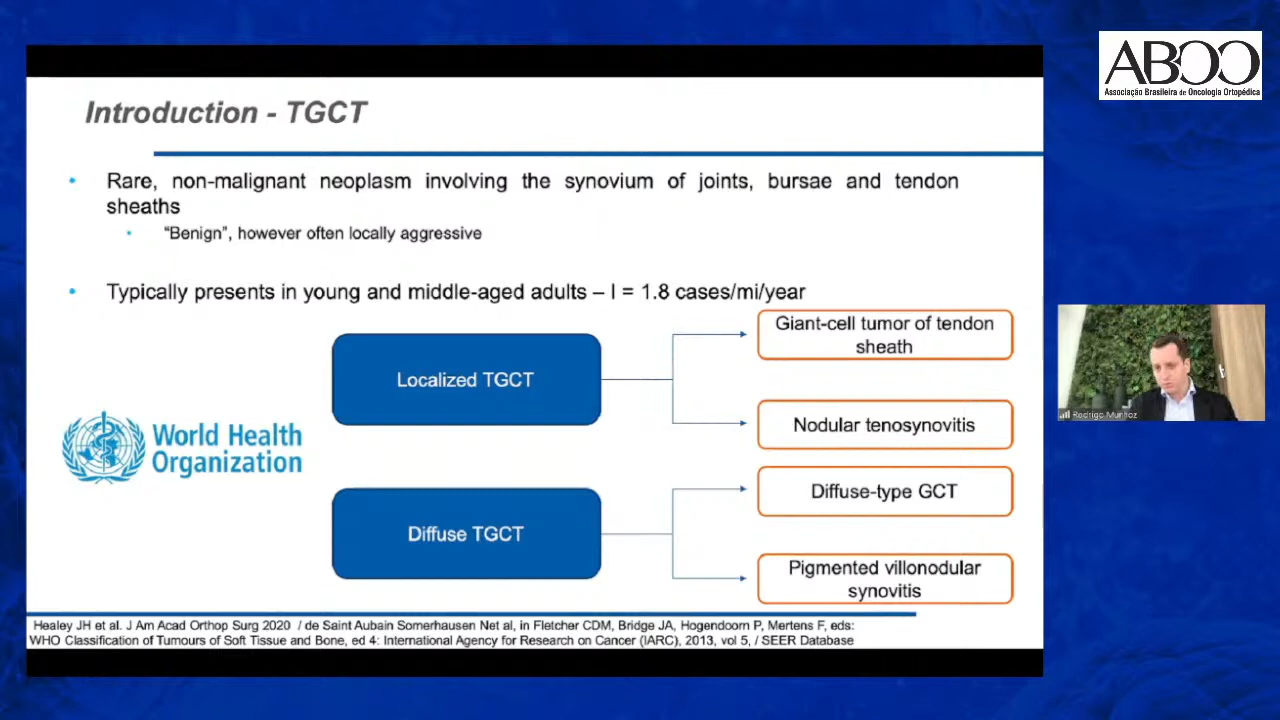 ABOO
Associação Brasileira de Oncologia Ortopédica
Introduction - TGCT
• Rare, non-malignant neoplasm involving the synovium of joints, bursae and tendon
sheaths
• “Benign”, however often locally aggressive
• Typically presents in young and middle-aged adults – I = 1.8 cases/mi/year
Localized TGCT
Giant-cell tumor of tendon
sheath
Nodular tenosynovitis
World Health
Organization
Diffuse TGCT
Diffuse-type GCT
Pigmented villonodular
synovitis
Healey JH et al. J Am Acad Orthop Surg 2020 / de Saint Aubain Somerhausen Net al, in Fletcher CDM, Bridge JA, Hogendoorn P, Mertens F, eds:
WHO Classification of Tumours of Soft Tissue and Bone, ed 4: International Agency for Research on Cancer (IARC), 2013, vol 5, / SEER Database
Rodrigo Munhoz